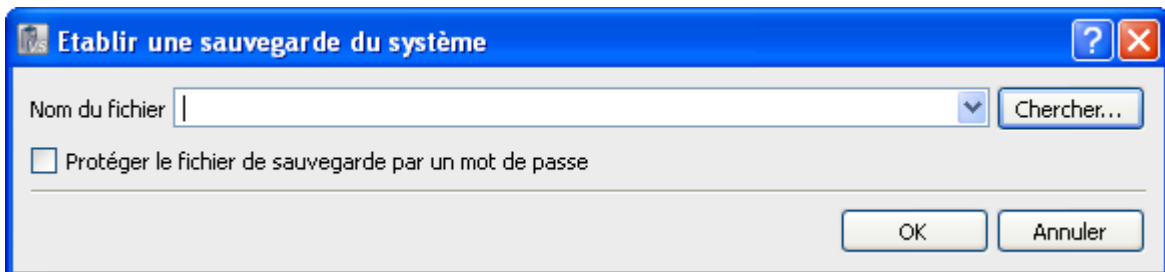 Etablir une sauvegarde du système
Nom du fichier Chercher...
Protéger le fichier de sauvegarde par un mot de passe
OK Annuler